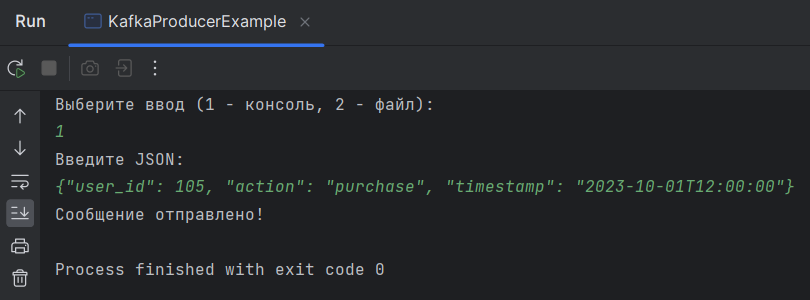 Run KafkaProducerExample
Выберите ввод (1 - консоль, 2 - файл):
1
Введите JSON:
{"user_id": 105, "action": "purchase", "timestamp": "2023-10-01T12:00:00"}
Сообщение отправлено!
Process finished with exit code 0